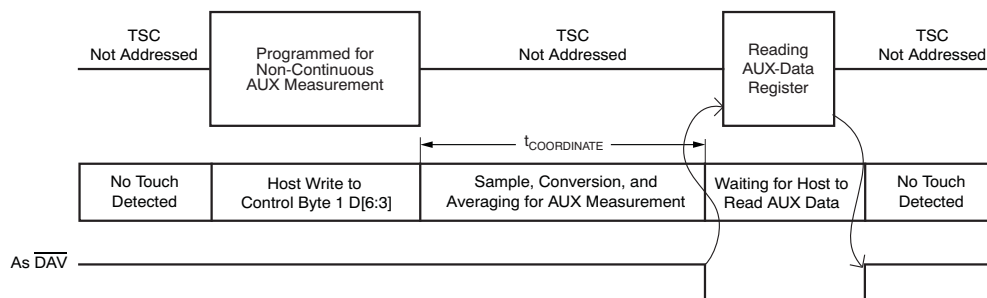 TSC
Not Addressed
Programmed for
Non-Continuous
AUX Measurement
TSC
Not Addressed
Reading
AUX-Data
Register
TSC
Not Addressed
tCOORDINATE
No Touch
Detected
Host Write to
Control Byte 1 D[6:3]
Sample, Conversion, and
Averaging for AUX Measurement
Waiting for Host to
Read AUX Data
No Touch
Detected
As DAV